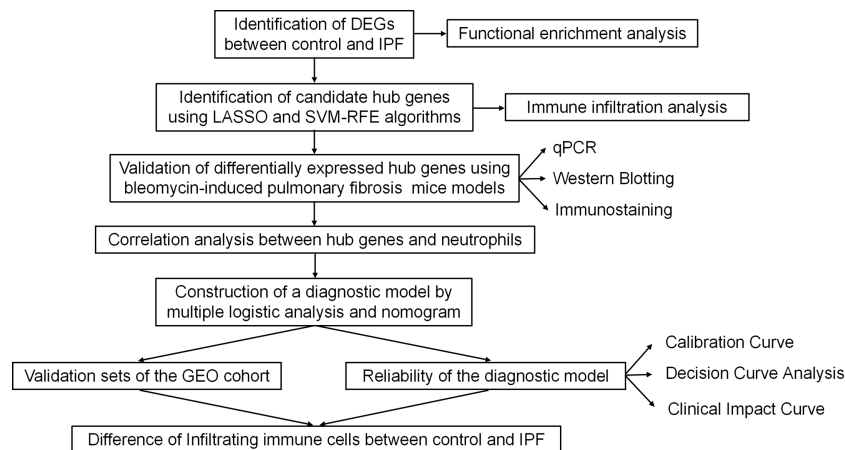 Identification of DEGs
between control and IPF
Functional enrichment analysis
Identification of candidate hub genes
using LASSO and SVM-RFE algorithms
Immune infiltration analysis
Validation of differentially expressed hub genes using
bleomycin-induced pulmonary fibrosis mice models
qPCR
Western Blotting
Immunostaining
Correlation analysis between hub genes and neutrophils
Construction of a diagnostic model by
multiple logistic analysis and nomogram
Validation sets of the GEO cohort
Reliability of the diagnostic model
Calibration Curve
Decision Curve Analysis
Clinical Impact Curve
Difference of Infiltrating immune cells between control and IPF